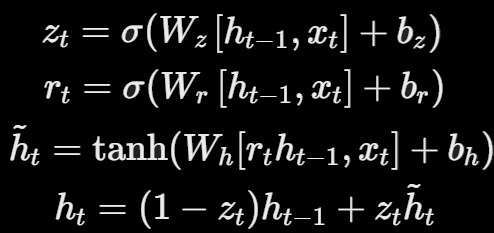 z_t = σ(W_z [h_{t−1}, x_t] + b_z)
r_t = σ(W_r [h_{t−1}, x_t] + b_r)
h̃_t = tanh(W_h[r_t h_{t−1}, x_t] + b_h)
h_t = (1 − z_t)h_{t−1} + z_t h̃_t